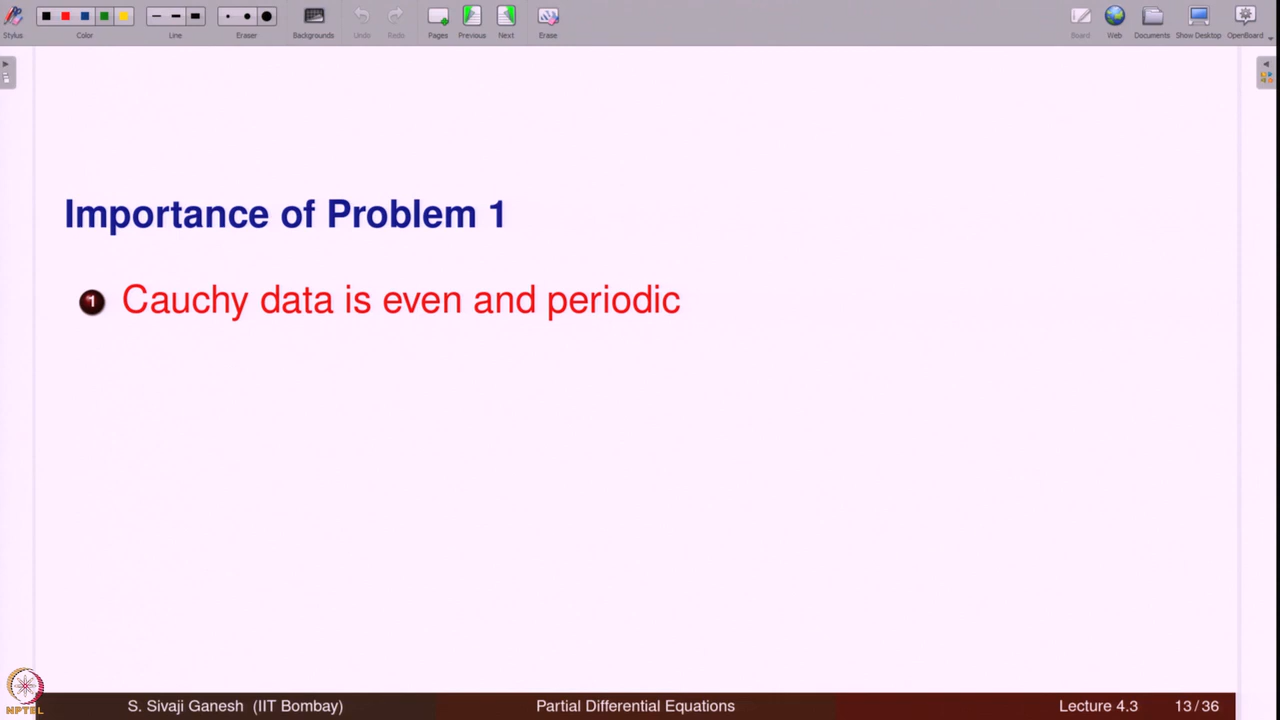 Stylus
Color
Line
Eraser
Backgrounds
Undo
Redo
Pages
Previous
Next
Erase
Board
Web
Documents
Show Desktop
OpenBoard
Importance of Problem 1
1 Cauchy data is even and periodic
NPTEL
S. Sivaji Ganesh (IIT Bombay) Partial Differential Equations Lecture 4.3 13/36